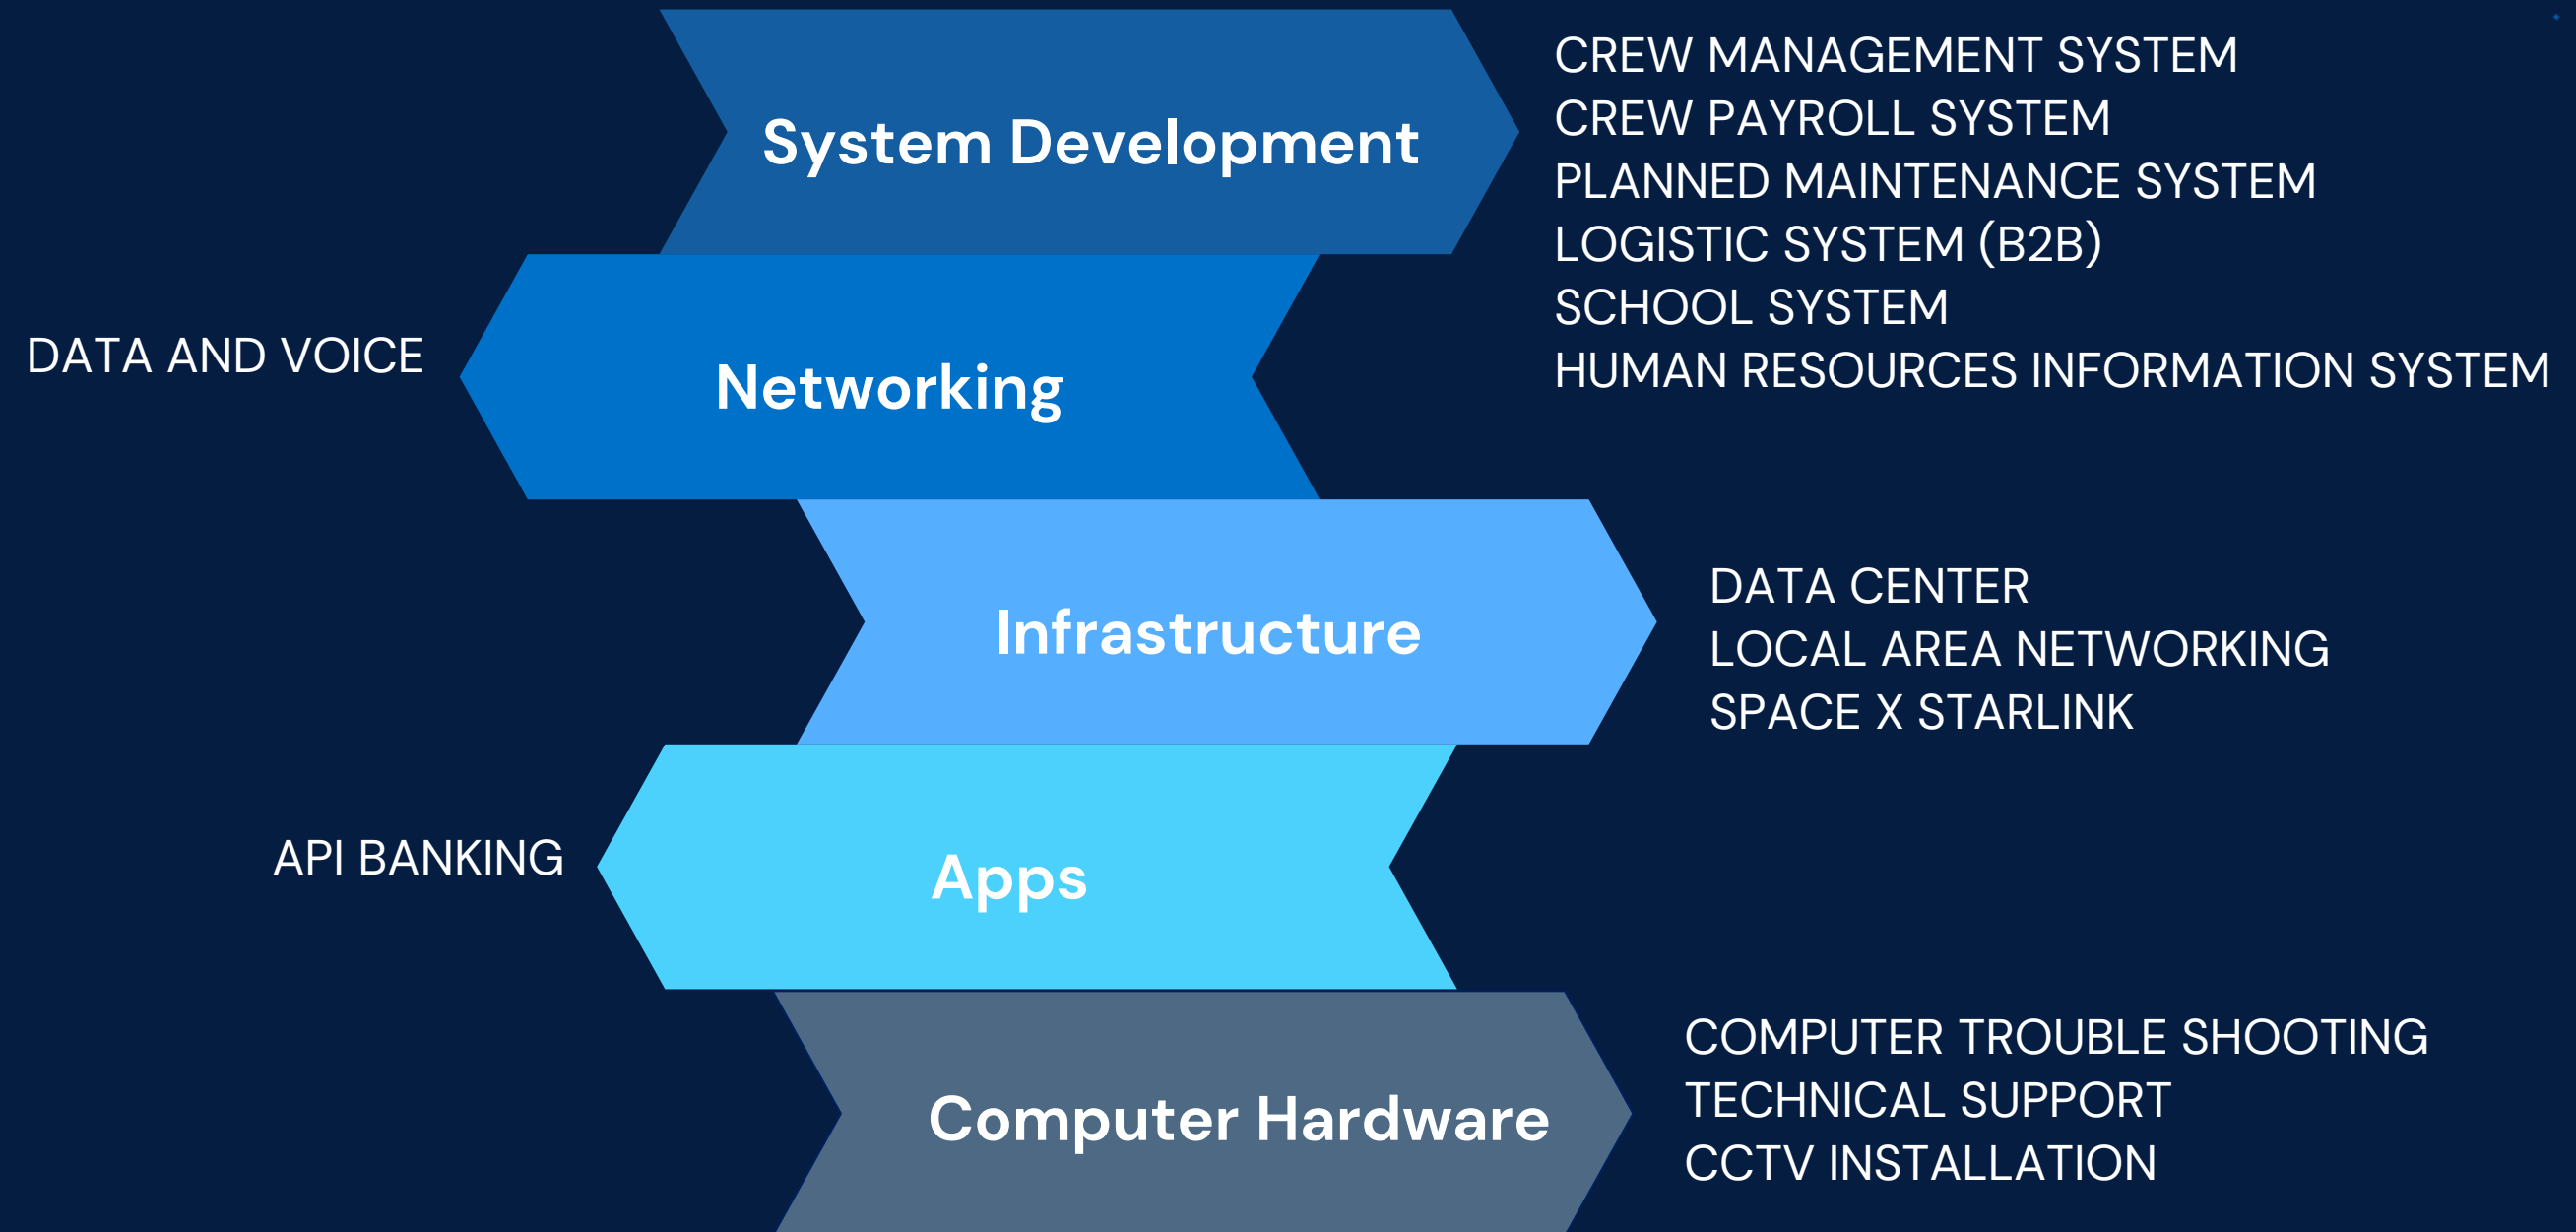 System Development
CREW MANAGEMENT SYSTEM
CREW PAYROLL SYSTEM
PLANNED MAINTENANCE SYSTEM
LOGISTIC SYSTEM (B2B)
SCHOOL SYSTEM
HUMAN RESOURCES INFORMATION SYSTEM
DATA AND VOICE
Networking
Infrastructure
DATA CENTER
LOCAL AREA NETWORKING
SPACE X STARLINK
API BANKING
Apps
Computer Hardware
COMPUTER TROUBLE SHOOTING
TECHNICAL SUPPORT
CCTV INSTALLATION